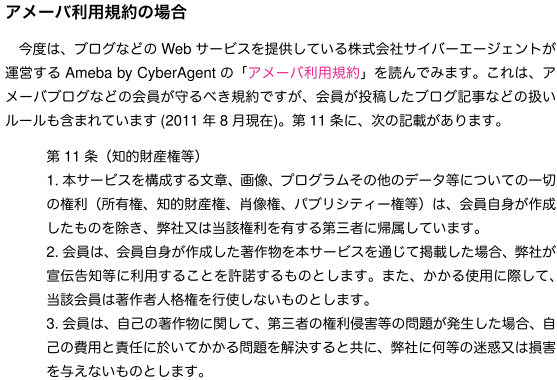 アメーバ利用規約の場合
今度は、ブログなどの Web サービスを提供している株式会社サイバーエージェントが
運営する Ameba by CyberAgent の「アメーバ利用規約」を読んでみます。これは、ア
メーバブログなどの会員が守るべき規約ですが、会員が投稿したブログ記事などの扱い
ルールも含まれています (2011 年 8 月現在)。第 11 条に、次の記載があります。
第 11 条（知的財産権等）
1. 本サービスを構成する文章、画像、プログラムその他のデータ等についての一切
の権利（所有権、知的財産権、肖像権、パブリシティー権等）は、会員自身が作成
したものを除き、弊社又は当該権利を有する第三者に帰属しています。
2. 会員は、会員自身が作成した著作物を本サービスを通じて掲載した場合、弊社が
宣伝告知等に利用することを許諾するものとします。また、かかる使用に際して、
当該会員は著作者人格権を行使しないものとします。
3. 会員は、自己の著作物に関して、第三者の権利侵害等の問題が発生した場合、自
己の費用と責任に於いてかかる問題を解決すると共に、弊社に何等の迷惑又は損害
を与えないものとします。